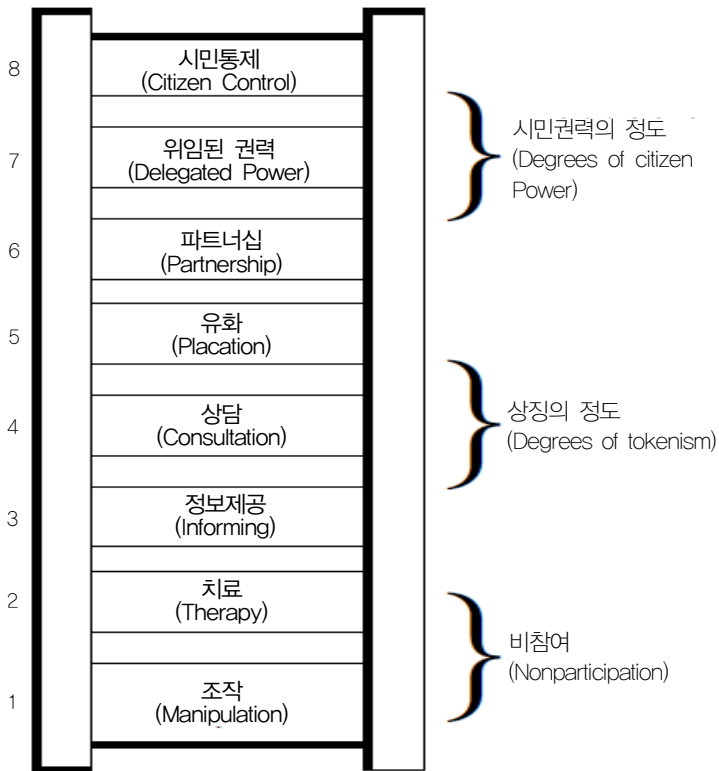 8
시민통제
(Citizen Control)
7
위임된 권력
(Delegated Power)
6
파트너십
(Partnership)
5
유화
(Placation)
4
상담
(Consultation)
3
정보제공
(Informing)
2
치료
(Therapy)
1
조작
(Manipulation)
시민권력의 정도
(Degrees of citizen
Power)
상징의 정도
(Degrees of tokenism)
비참여
(Nonparticipation)